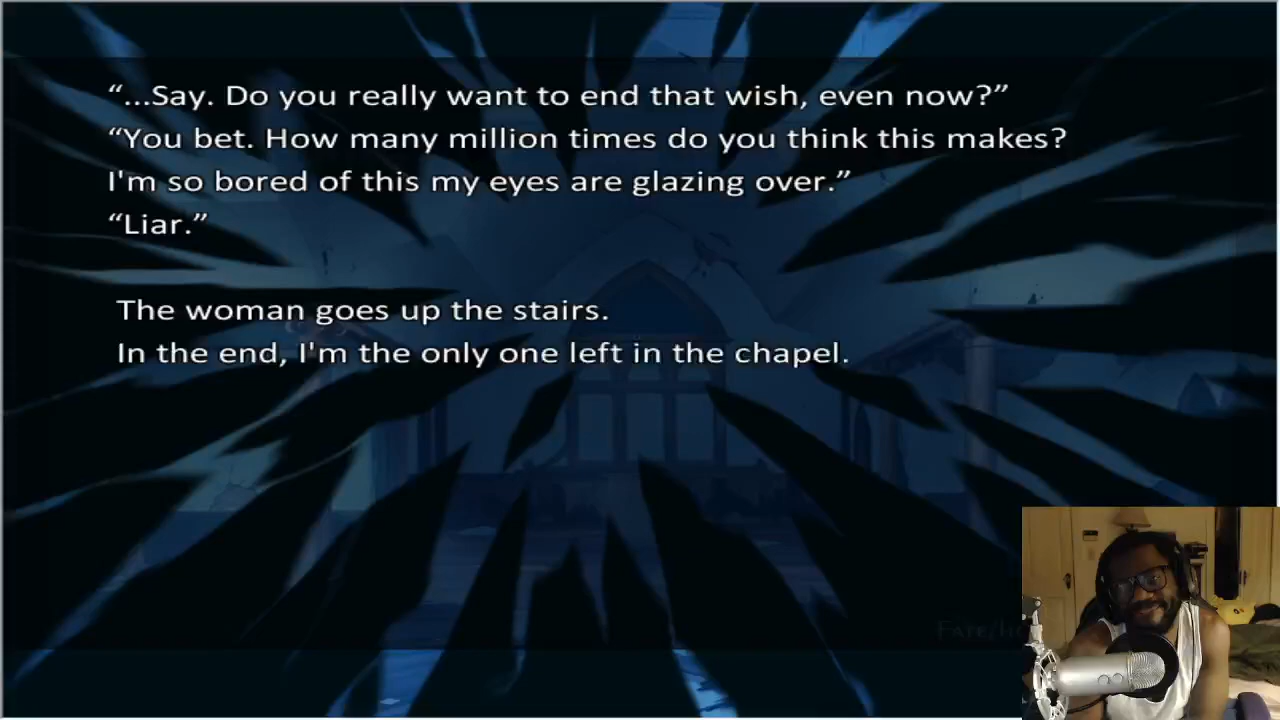 “...Say. Do you really want to end that wish, even now?”
“You bet. How many million times do you think this makes?
I'm so bored of this my eyes are glazing over.”
“Liar.”
The woman goes up the stairs.
In the end, I'm the only one left in the chapel.